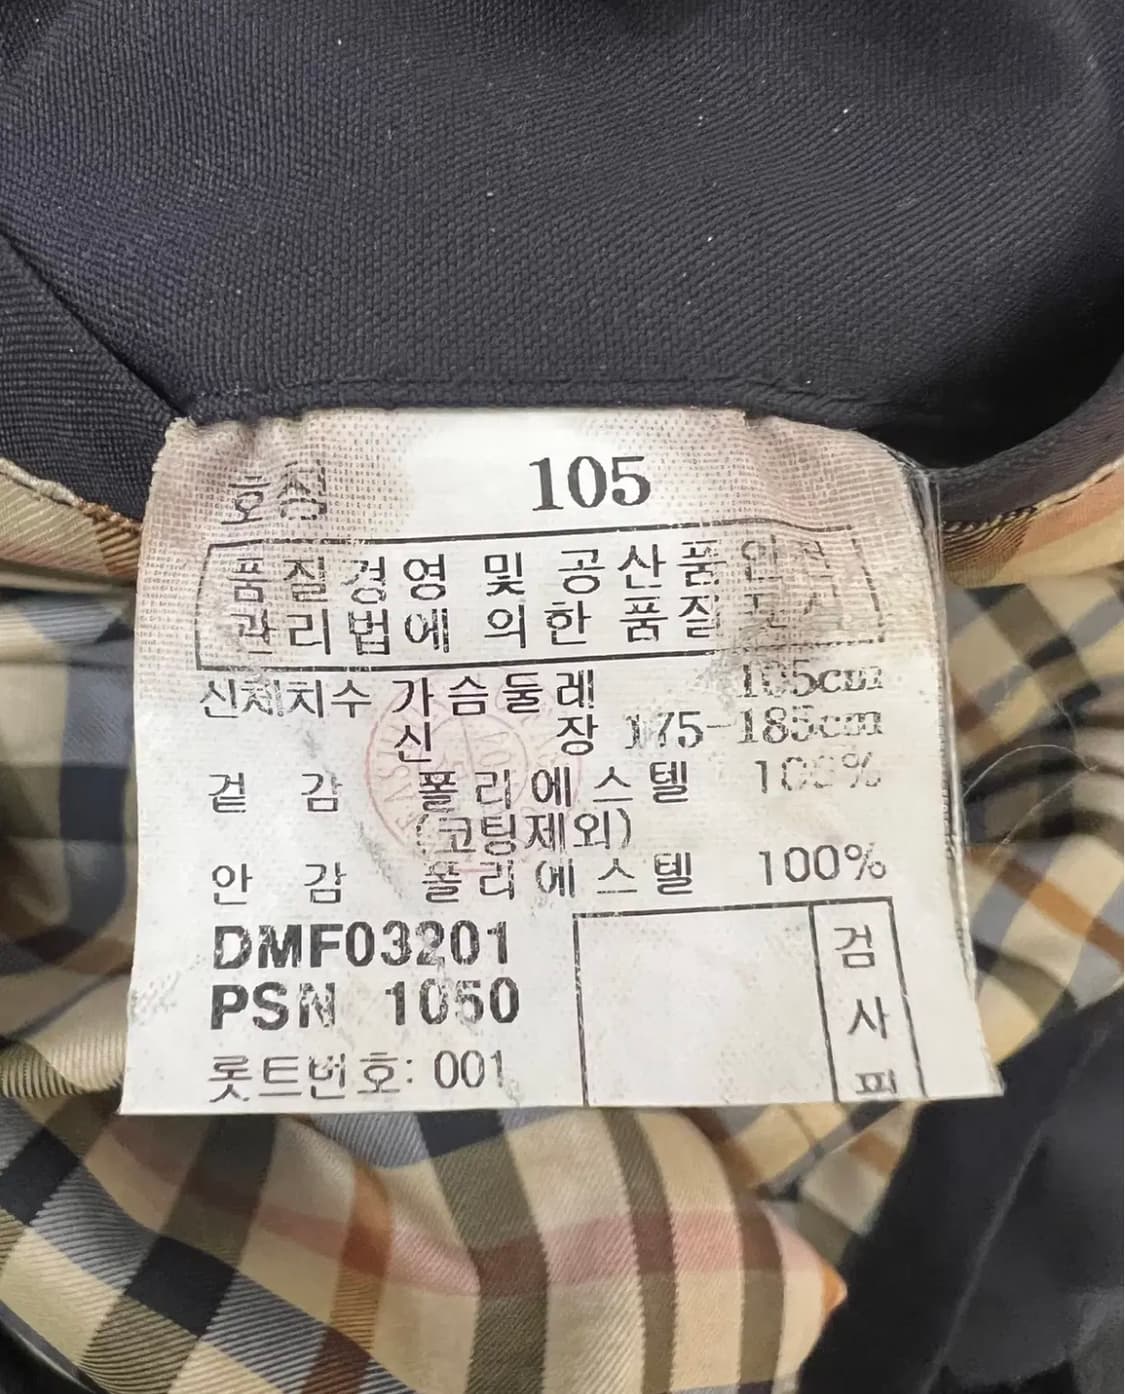 호칭 105
품질경영 및 공산품안전
관리법에 의한 품질표시
신체치수 가슴둘레 105cm
신 장 175-185cm
겉 감 폴리에스텔 100%
(코팅제외)
안 감 폴리에스텔 100%
DMF03201
PSN 1050
롯트번호: 001
검
사
필